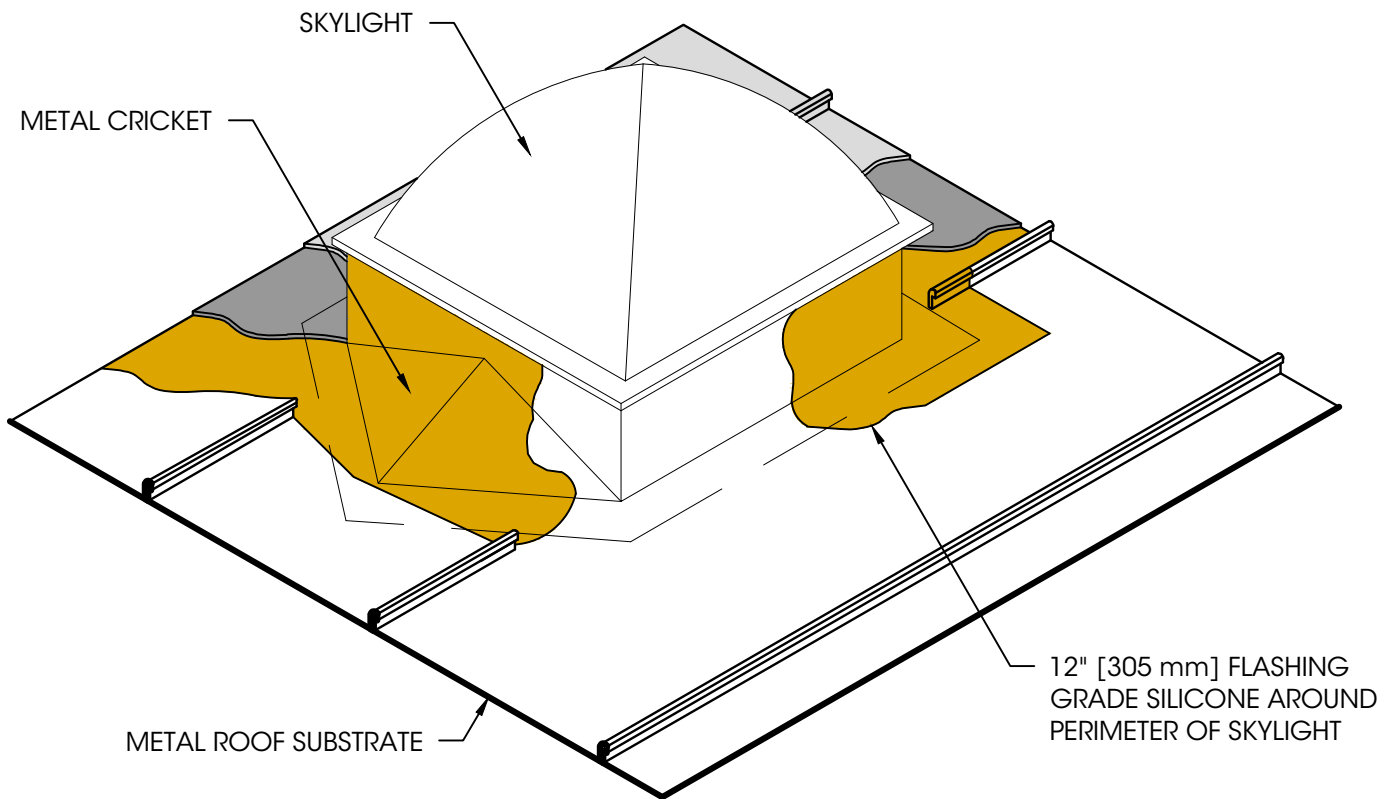 SKYLIGHT
METAL CRICKET
12" [305 mm] FLASHING
GRADE SILICONE AROUND
PERIMETER OF SKYLIGHT
METAL ROOF SUBSTRATE